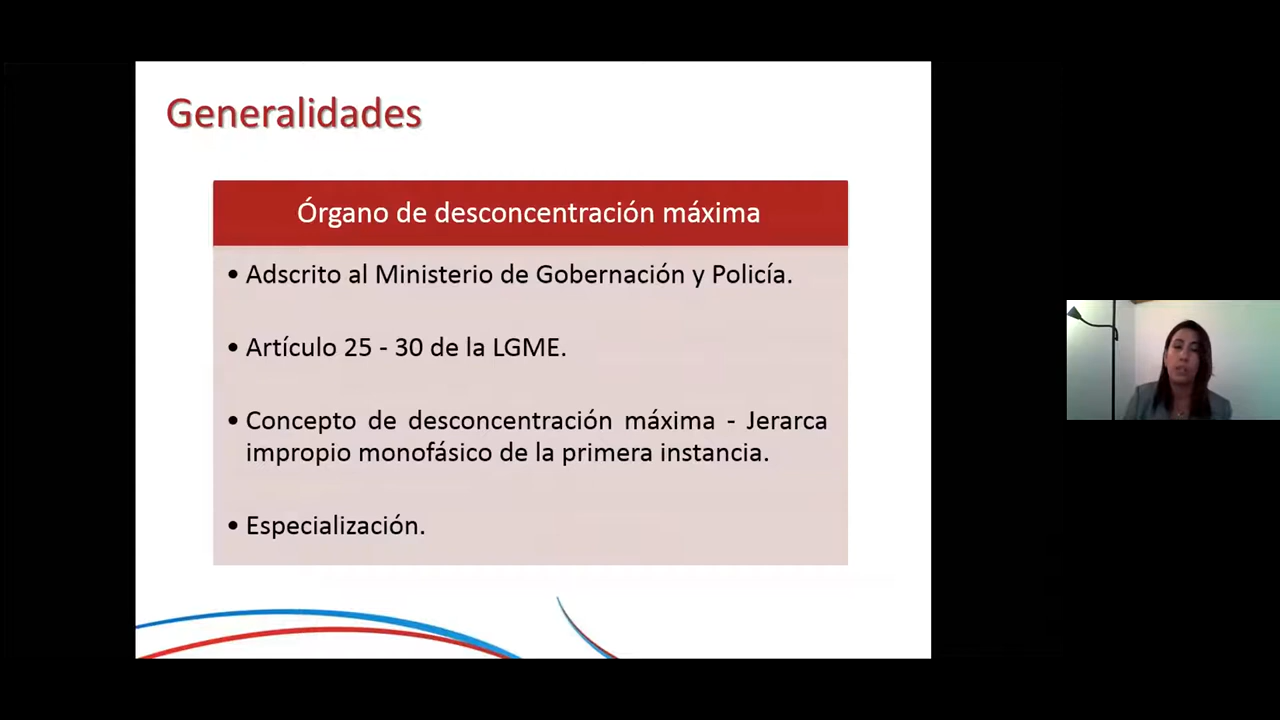 Generalidades
Órgano de desconcentración máxima
• Adscrito al Ministerio de Gobernación y Policía.
• Artículo 25 - 30 de la LGME.
• Concepto de desconcentración máxima - Jerarca
impropio monofásico de la primera instancia.
• Especialización.